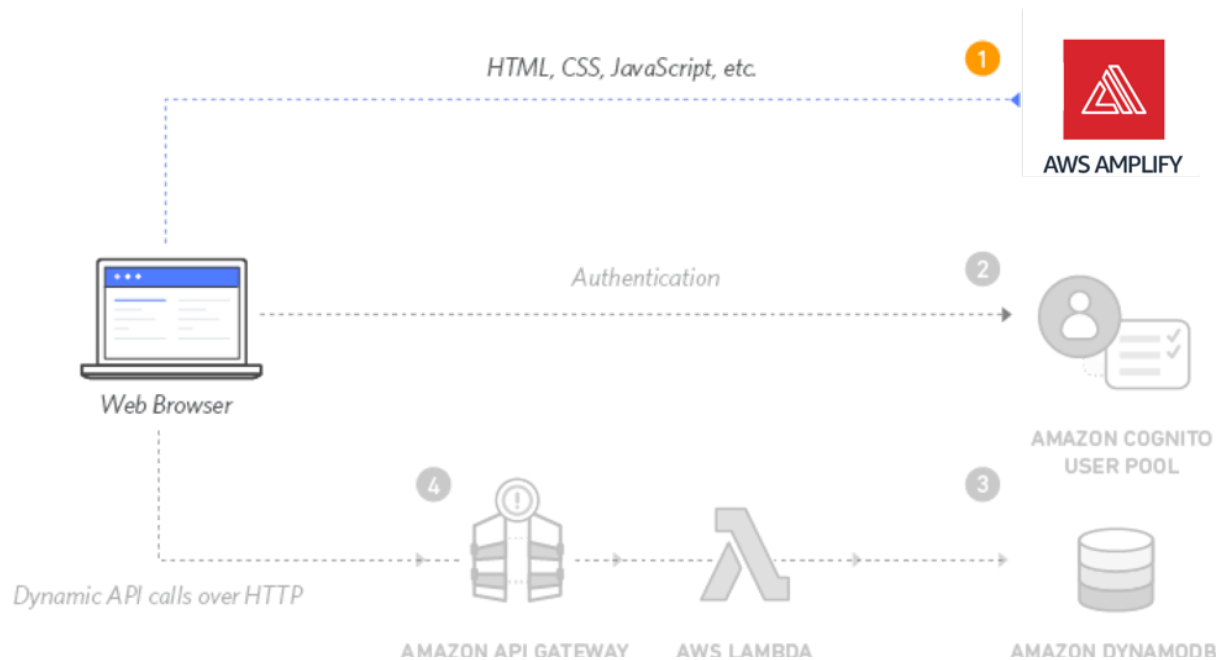 HTML, CSS, JavaScript, etc.
1
AWS AMPLIFY
Authentication
2
Web Browser
AMAZON COGNITO
USER POOL
4
3
Dynamic API calls over HTTP
AMAZON API GATEWAY
AWS LAMBDA
AMAZON DYNAMODB